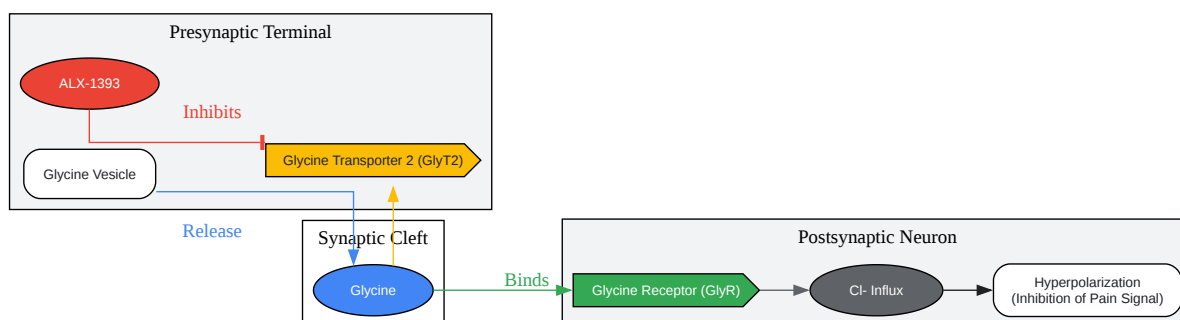 Presynaptic Terminal
ALX-1393
Inhibits
Glycine Transporter 2 (GlyT2)
Glycine Vesicle
Release
Synaptic Cleft
Glycine
Binds
Postsynaptic Neuron
Glycine Receptor (GlyR)
Cl- Influx
Hyperpolarization
(Inhibition of Pain Signal)